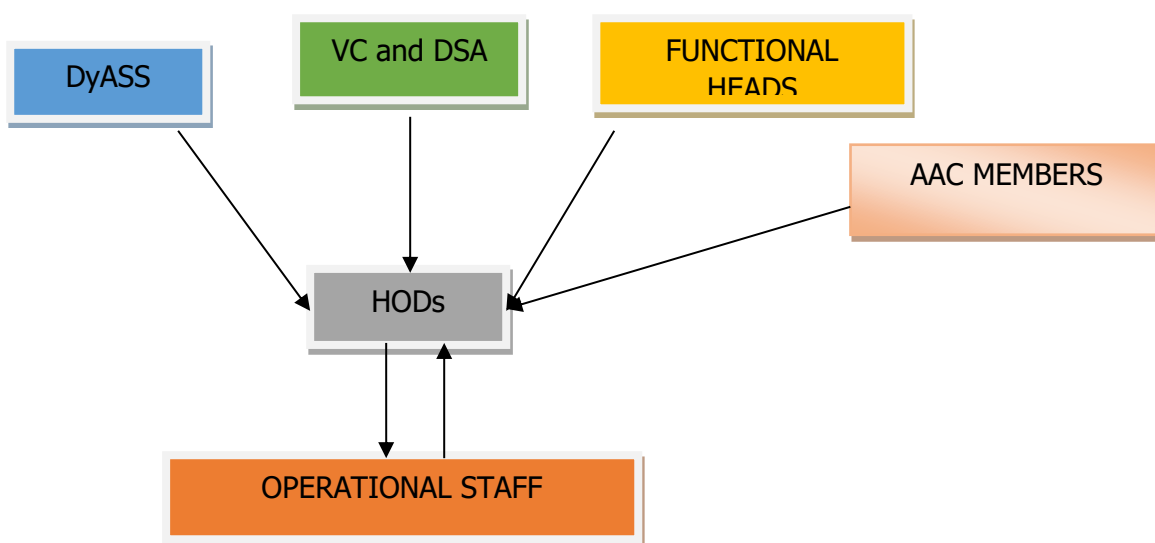 DyASS
VC and DSA
FUNCTIONAL
HEADS
AAC MEMBERS
HODs
OPERATIONAL STAFF